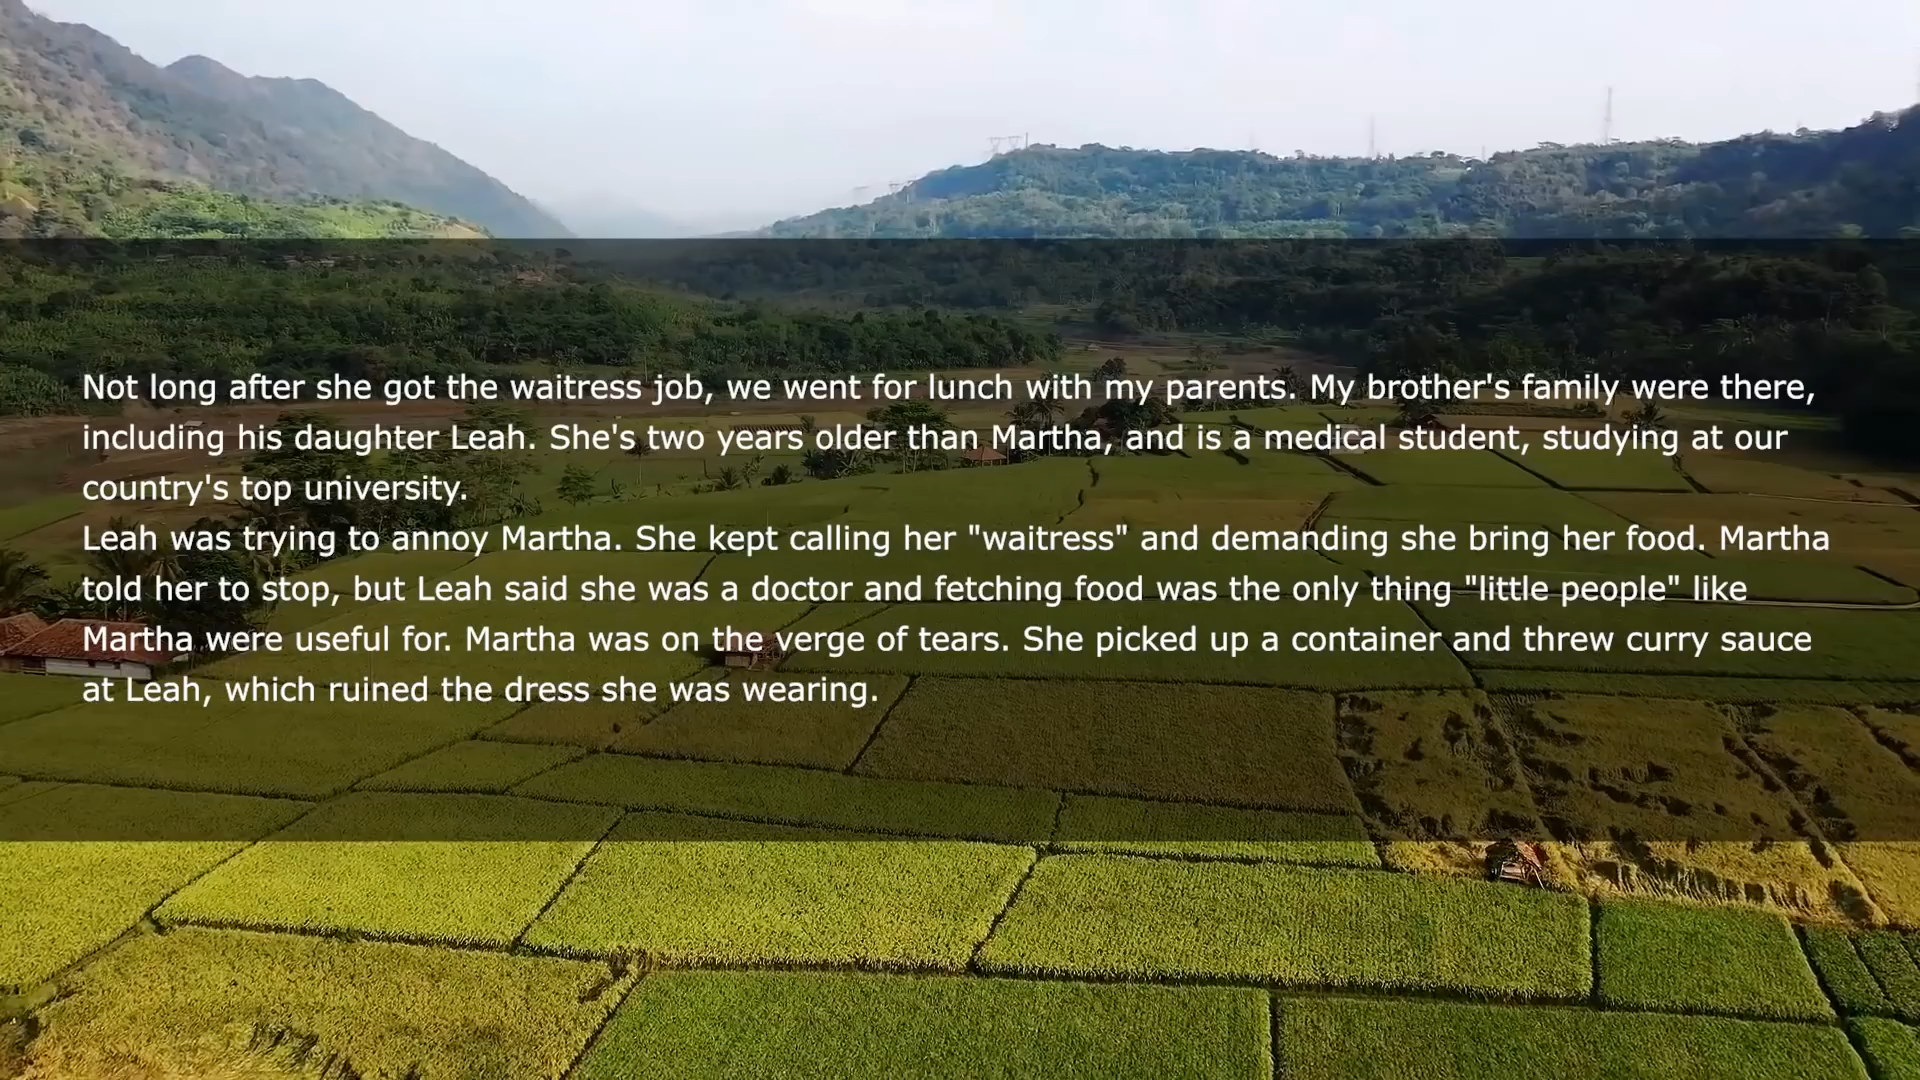 Not long after she got the waitress job, we went for lunch with my parents. My brother's family were there,
including his daughter Leah. She's two years older than Martha, and is a medical student, studying at our
country's top university.
Leah was trying to annoy Martha. She kept calling her "waitress" and demanding she bring her food. Martha
told her to stop, but Leah said she was a doctor and fetching food was the only thing "little people" like
Martha were useful for. Martha was on the verge of tears. She picked up a container and threw curry sauce
at Leah, which ruined the dress she was wearing.